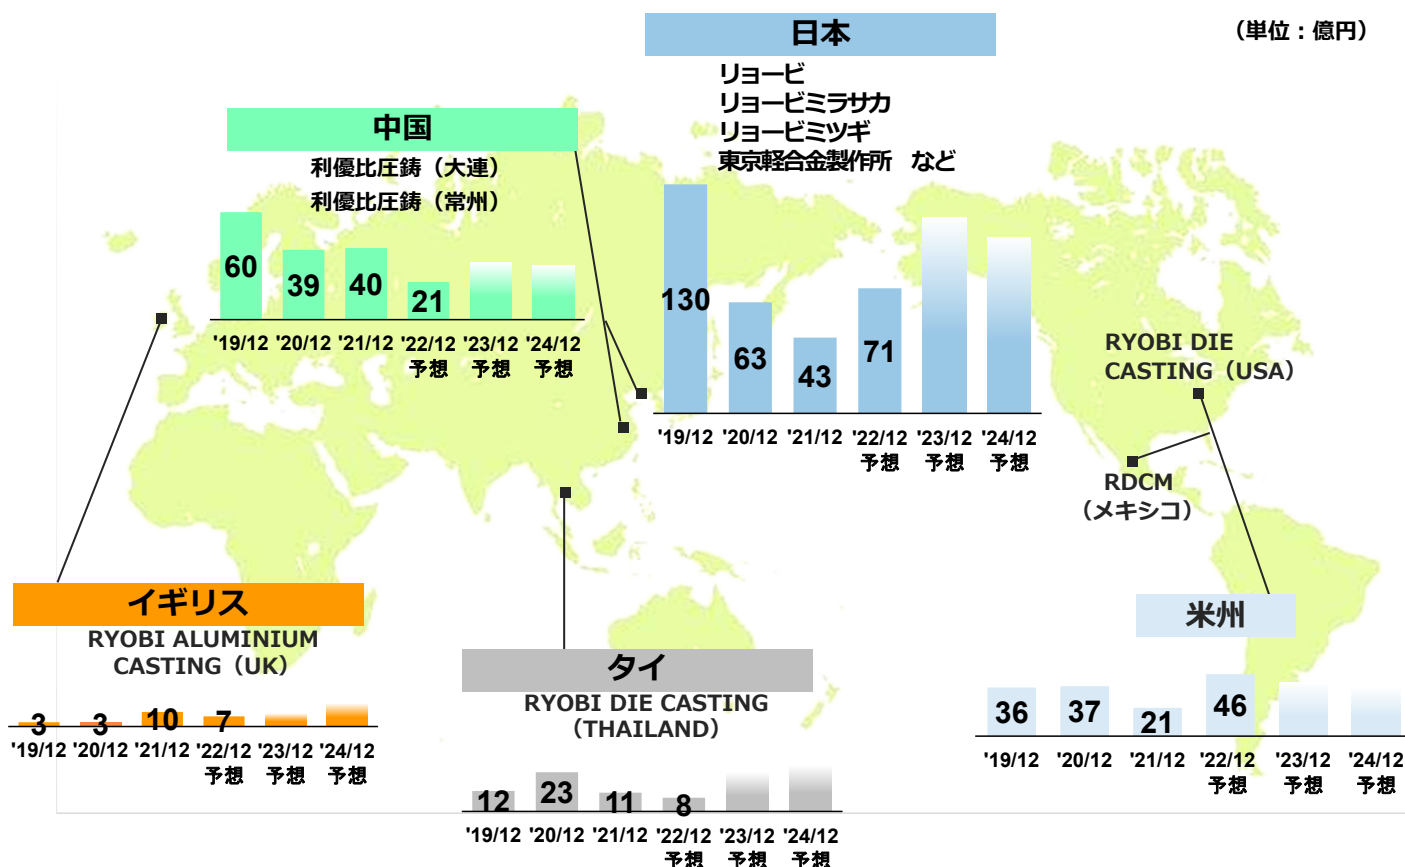 （単位：億円）
日本
リョービ
リョービミラサカ
リョービミツギ
東京軽合金製作所　など
130
63
43
71
'19/12 '20/12 '21/12 '22/12 '23/12 '24/12
予想 予想 予想
中国
利優比圧鋳（大連）
利優比圧鋳（常州）
60
39
40
21
'19/12 '20/12 '21/12 '22/12 '23/12 '24/12
予想 予想 予想
RYOBI DIE
CASTING（USA）
RDCM
（メキシコ）
イギリス
RYOBI ALUMINIUM
CASTING（UK）
3 3 10 7
'19/12 '20/12 '21/12 '22/12 '23/12 '24/12
予想 予想 予想
タイ
RYOBI DIE CASTING
（THAILAND）
12 23 11 8
'19/12 '20/12 '21/12 '22/12 '23/12 '24/12
予想 予想 予想
米州
36 37 21 46
'19/12 '20/12 '21/12 '22/12 '23/12 '24/12
予想 予想 予想